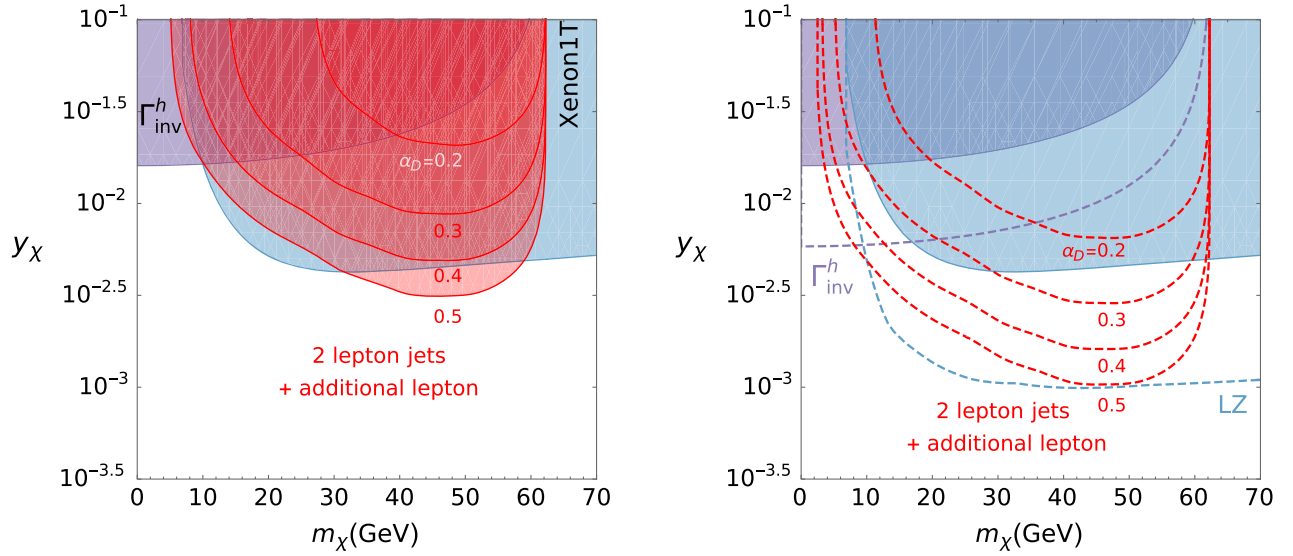 10^{-1}
10^{-1.5}
10^{-2}
10^{-2.5}
10^{-3}
10^{-3.5}
y_χ
Γ^h_inv
Xenon1T
α_D=0.2
0.3
0.4
0.5
2 lepton jets
+ additional lepton
0 10 20 30 40 50 60 70
m_χ(GeV)
10^{-1}
10^{-1.5}
10^{-2}
10^{-2.5}
10^{-3}
10^{-3.5}
y_χ
α_D=0.2
Γ^h_inv
0.3
0.4
0.5
LZ
2 lepton jets
+ additional lepton
0 10 20 30 40 50 60 70
m_χ(GeV)